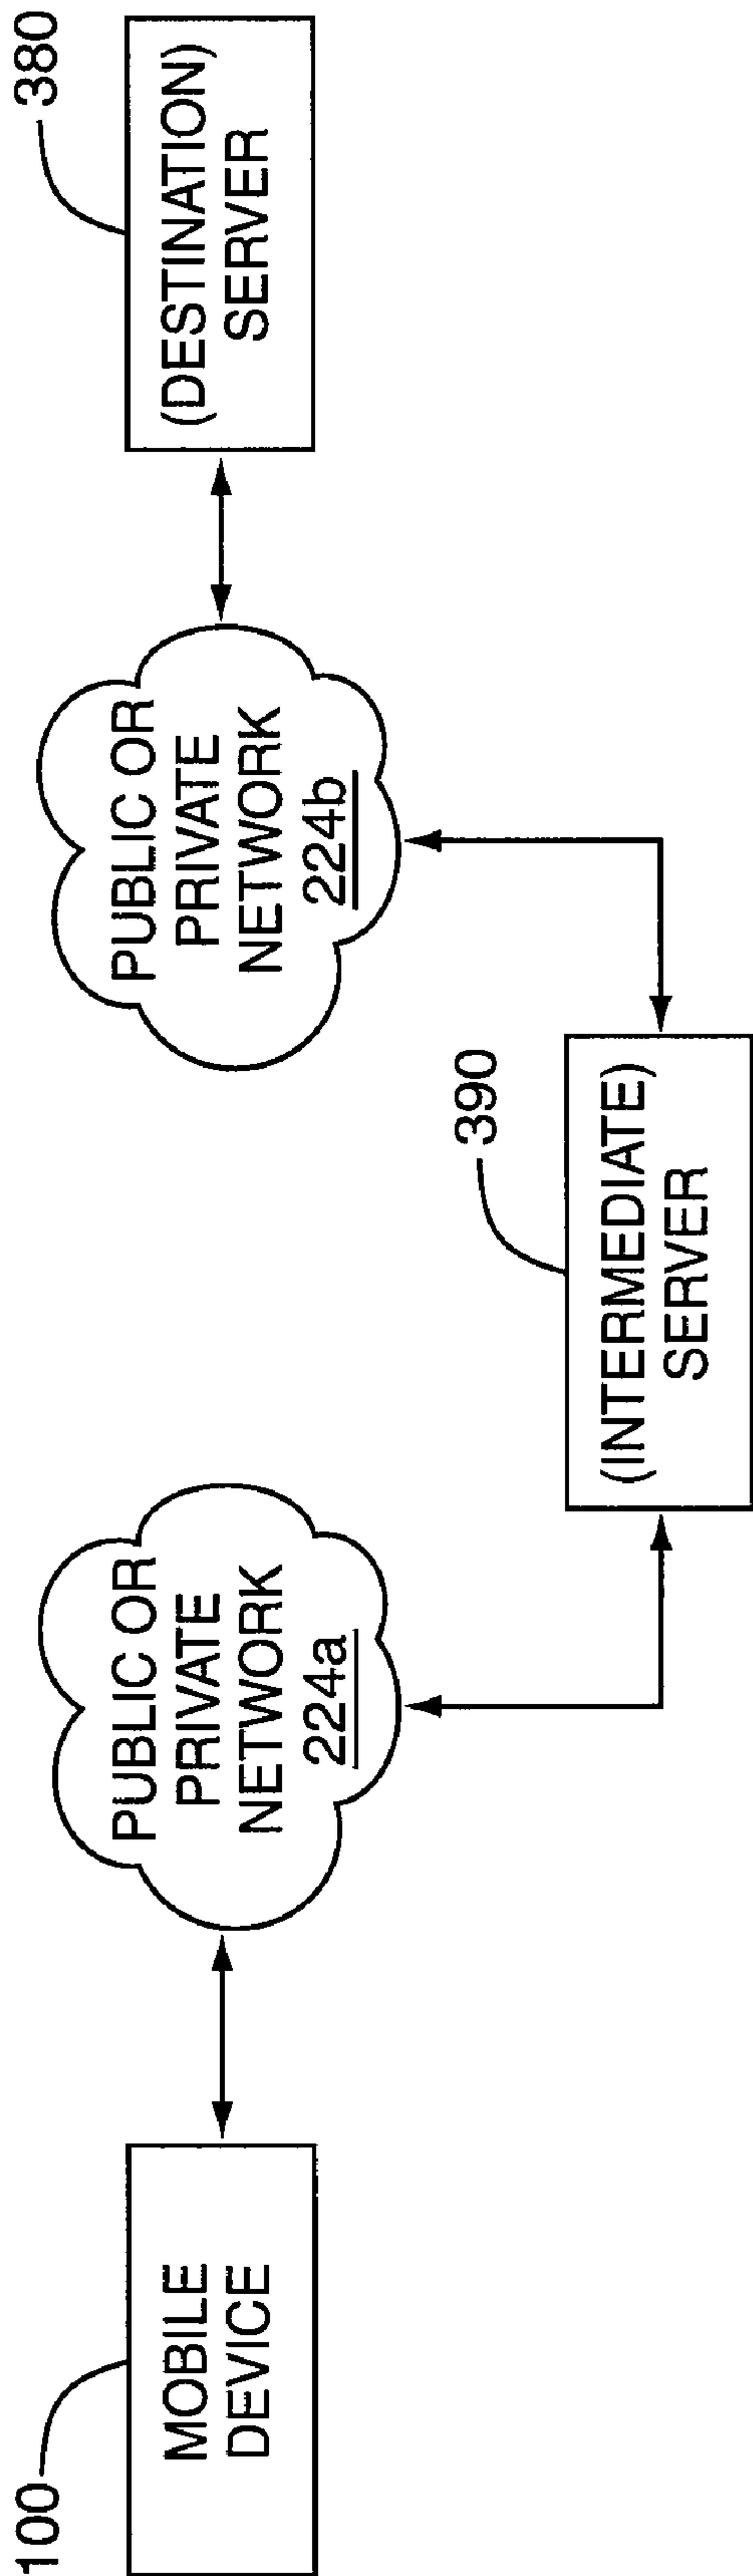 100
MOBILE
DEVICE
PUBLIC OR
PRIVATE
NETWORK
224a
390
(INTERMEDIATE)
SERVER
PUBLIC OR
PRIVATE
NETWORK
224b
380
(DESTINATION)
SERVER